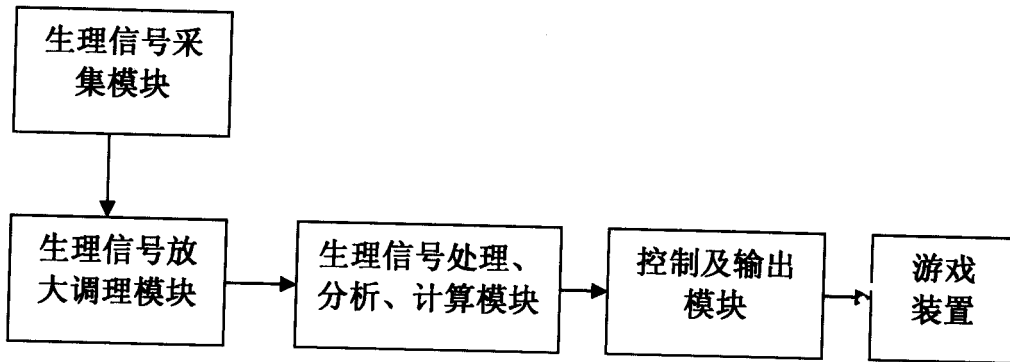 生理信号采
集模块
生理信号放
大调理模块
生理信号处理、
分析、计算模块
控制及输出
模块
游戏
装置